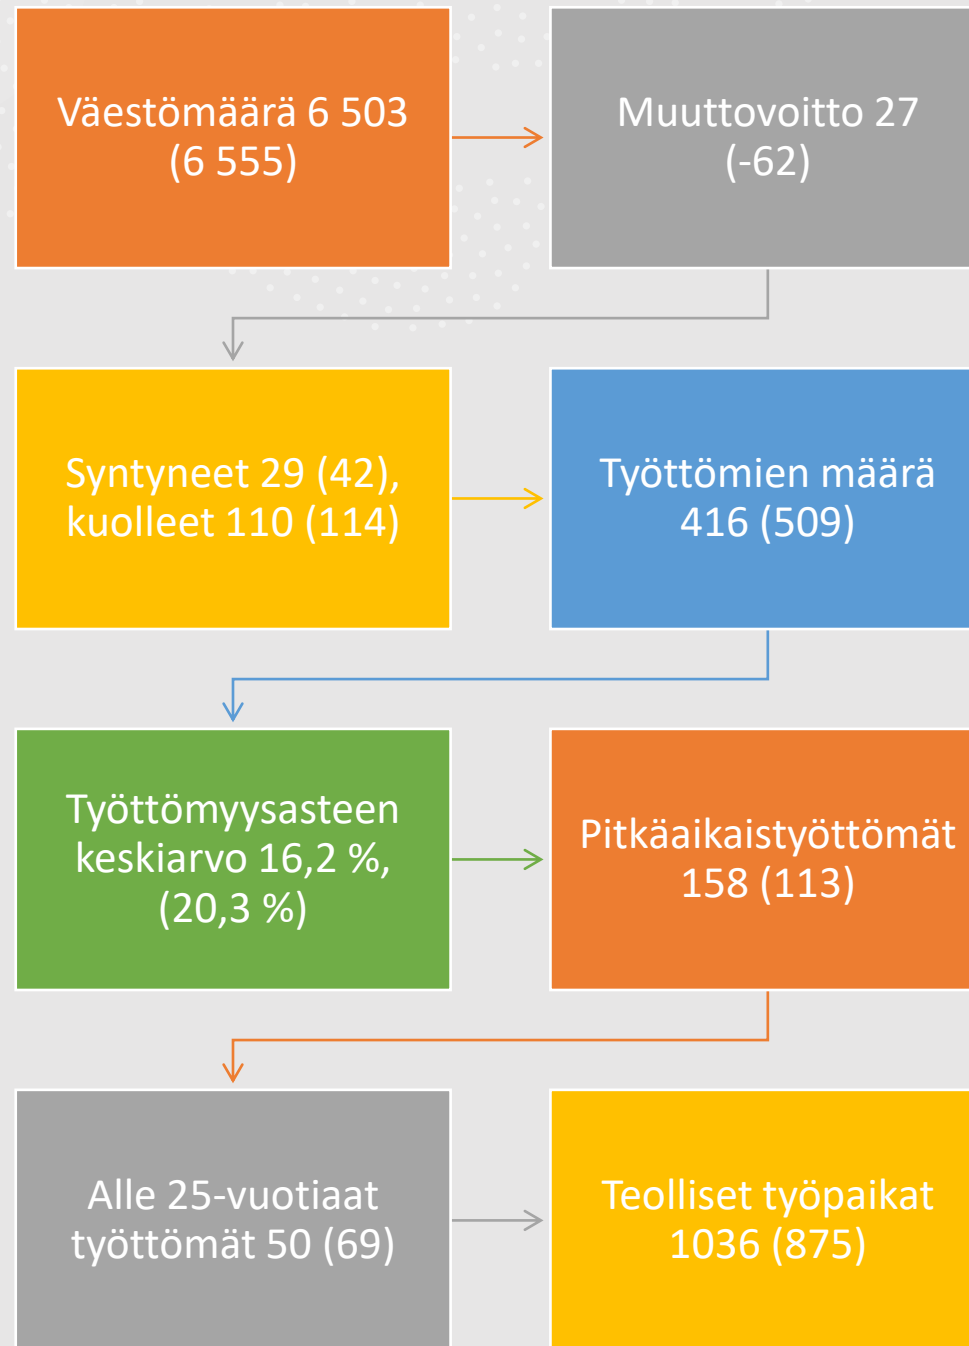 Väestömäärä 6 503
(6 555)
Muuttovoitto 27
(-62)
Syntyneet 29 (42),
kuolleet 110 (114)
Työttömien määrä
416 (509)
Työttömyysasteen
keskiarvo 16,2 %,
(20,3 %)
Pitkäaikaistyöttömät
158 (113)
Alle 25-vuotiaat
työttömät 50 (69)
Teolliset työpaikat
1036 (875)